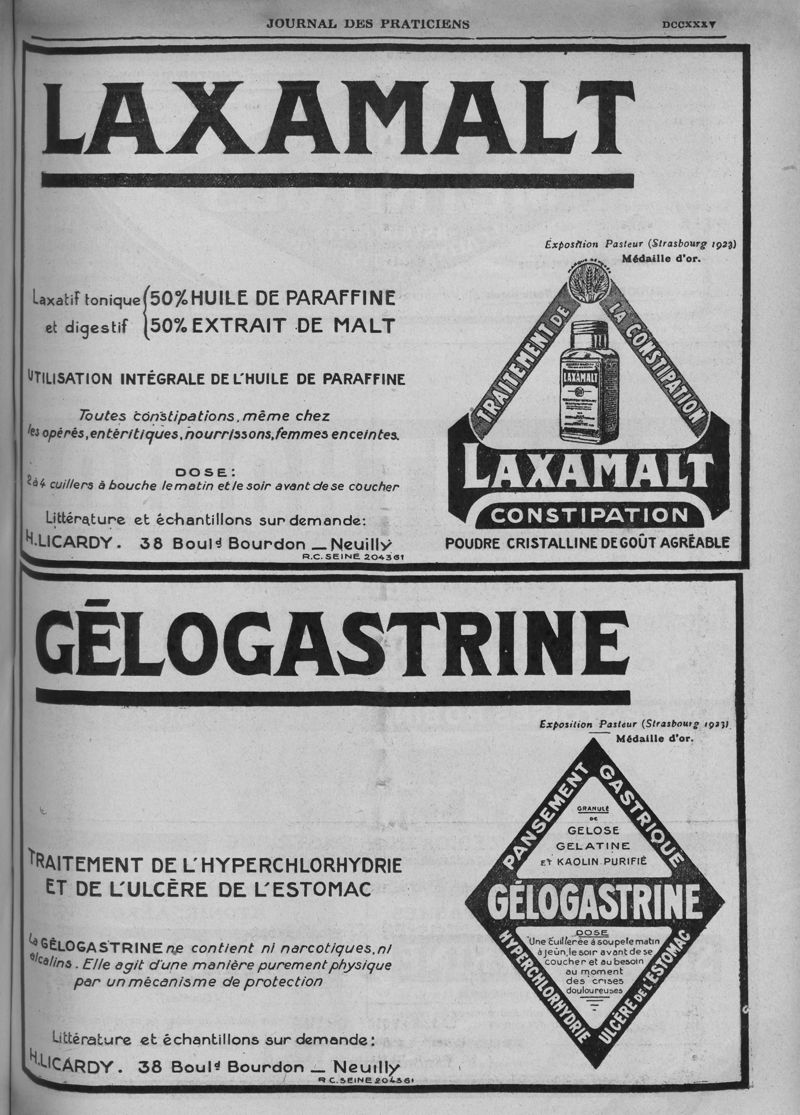 JOURNAL DES PRATICIENS DCCXXXV
LAXAMALT
Exposition Pasteur (Strasbourg 1923)
Médaille d'or.
Laxatif tonique et digestif
50% HUILE DE PARAFFINE
50% EXTRAIT DE MALT
UTILISATION INTÉGRALE DE L'HUILE DE PARAFFINE
Toutes constipations, même chez
les opérés, entéritiques, nourrissons, femmes enceintes.
DOSE:
2 à 4 cuillers à bouche le matin et le soir avant de se coucher
Littérature et échantillons sur demande:
H. LICARDY. 38 Boulᵈ Bourdon _ Neuilly
R.C. SEINE 204361
TRAITEMENT DE LA CONSTIPATION
LAXAMALT
LAXAMALT
CONSTIPATION
POUDRE CRISTALLINE DE GOÛT AGRÉABLE
GÉLOGASTRINE
Exposition Pasteur (Strasbourg 1923)
Médaille d'or.
TRAITEMENT DE L'HYPERCHLORHYDRIE
ET DE L'ULCÈRE DE L'ESTOMAC
La GÉLOGASTRINE ne contient ni narcotiques, ni
alcalins. Elle agit d'une manière purement physique
par un mécanisme de protection
Littérature et échantillons sur demande:
H. LICARDY. 38 Boulᵈ Bourdon _ Neuilly
R.C. SEINE 204361
PANSEMENT GASTRIQUE
GRANULÉ
DE
GELOSE
GELATINE
ET KAOLIN PURIFIÉ
GÉLOGASTRINE
DOSE
Une cuillerée à soupe le matin
à jeûn, le soir avant de se
coucher et au besoin
au moment
des crises
douloureuses
HYPERCHLORHYDRIE
ULCÈRE DE L'ESTOMAC